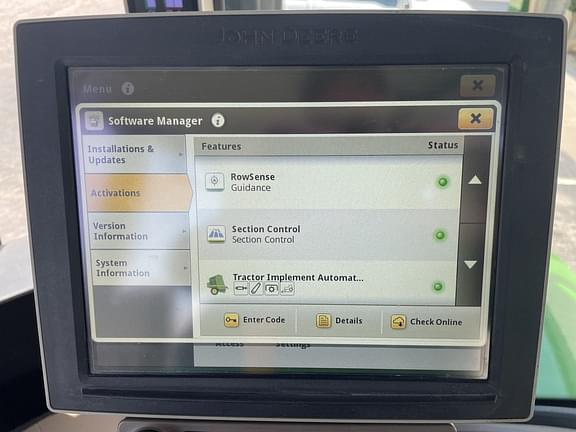 JOHN DEERE
Menu
Software Manager
Installations &
Updates
Activations
Version
Information
System
Information
Features
Status
RowSense
Guidance
Section Control
Section Control
Tractor Implement Automat...
Enter Code
Details
Check Online
Access
Settings